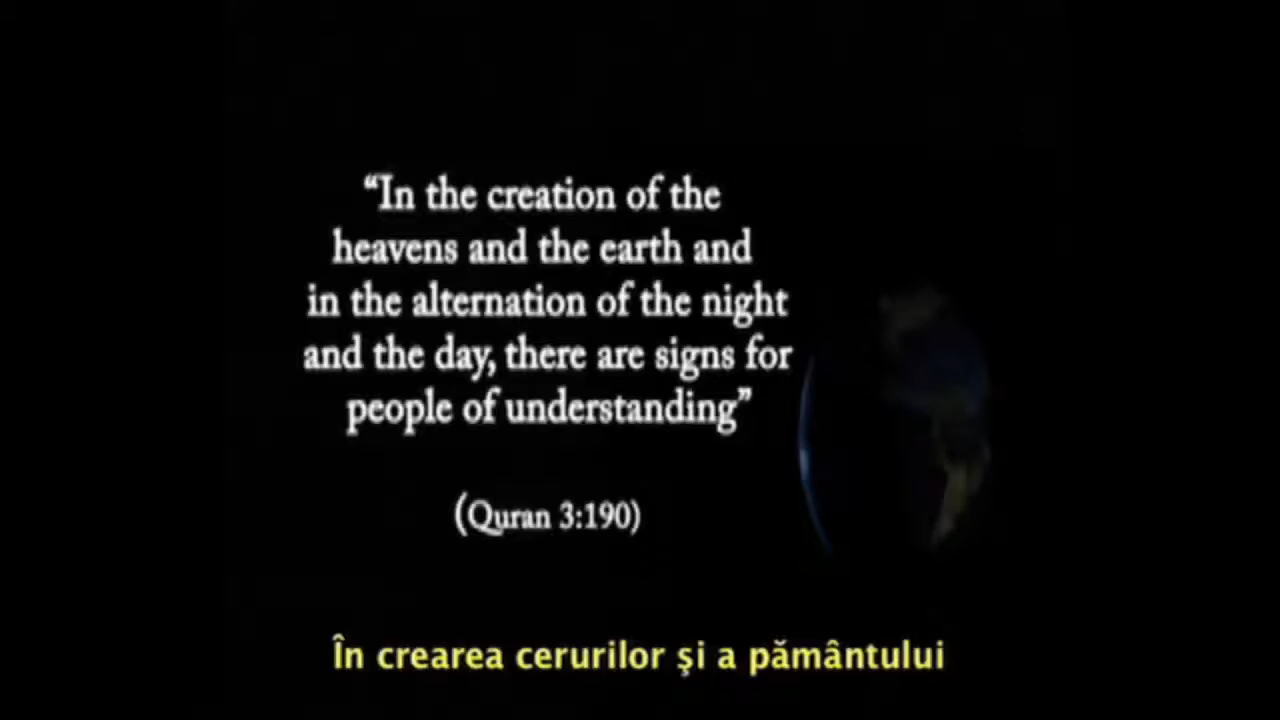 “In the creation of the
heavens and the earth and
in the alternation of the night
and the day, there are signs for
people of understanding”
(Quran 3:190)
În crearea cerurilor şi a pământului